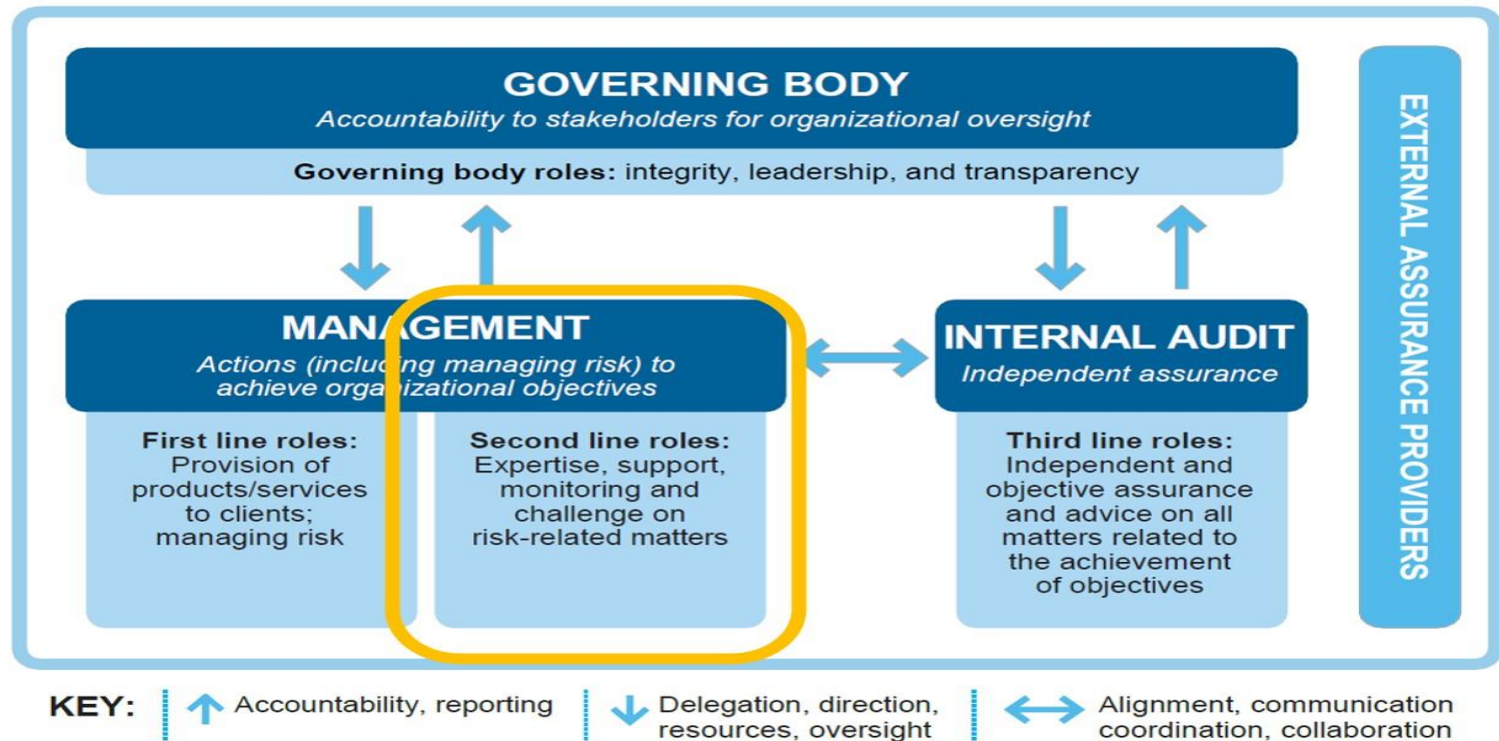 GOVERNING BODY
Accountability to stakeholders for organizational oversight
Governing body roles: integrity, leadership, and transparency
MANAGEMENT
Actions (including managing risk) to
achieve organizational objectives
First line roles:
Provision of
products/services
to clients;
managing risk
Second line roles:
Expertise, support,
monitoring and
challenge on
risk-related matters
INTERNAL AUDIT
Independent assurance
Third line roles:
Independent and
objective assurance
and advice on all
matters related to
the achievement
of objectives
EXTERNAL ASSURANCE PROVIDERS
KEY:
Accountability, reporting
Delegation, direction,
resources, oversight
Alignment, communication
coordination, collaboration